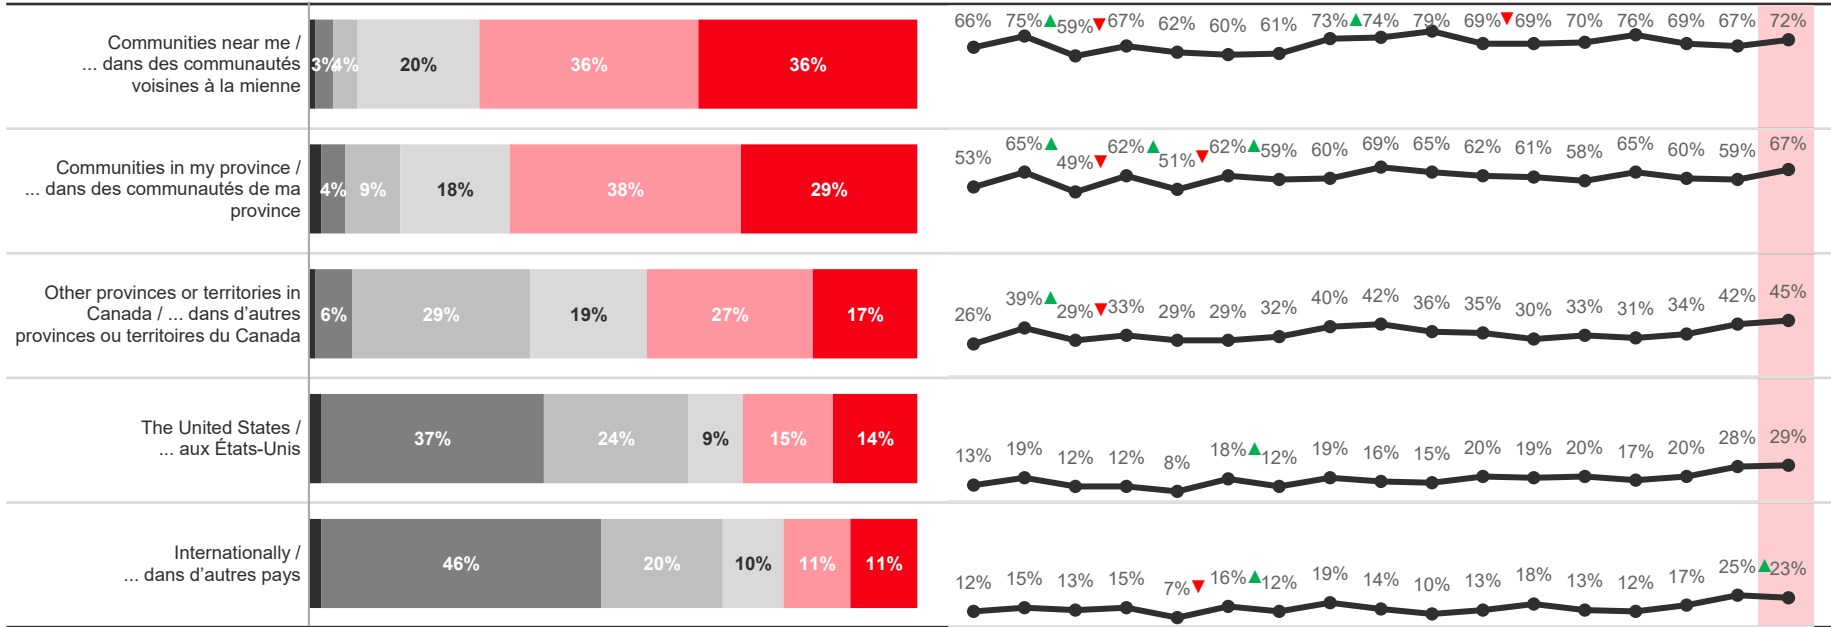 Communities near me /
... dans des communautés
voisines à la mienne
3% 4% 20% 36% 36%
66% 75% 59% 67% 62% 60% 61% 73% 74% 79% 69% 69% 70% 76% 69% 67% 72%
Communities in my province /
... dans des communautés de ma
province
4% 9% 18% 38% 29%
53% 65% 49% 62% 51% 62% 59% 60% 69% 65% 62% 61% 58% 65% 60% 59% 67%
Other provinces or territories in
Canada / ... dans d’autres
provinces ou territoires du Canada
6% 29% 19% 27% 17%
26% 39% 29% 33% 29% 29% 32% 40% 42% 36% 35% 30% 33% 31% 34% 42% 45%
The United States /
... aux États-Unis
37% 24% 9% 15% 14%
13% 19% 12% 12% 8% 18% 12% 19% 16% 15% 20% 19% 20% 17% 20% 28% 29%
Internationally /
... dans d’autres pays
46% 20% 10% 11% 11%
12% 15% 13% 15% 7% 16% 12% 19% 14% 10% 13% 18% 13% 12% 17% 25% 23%